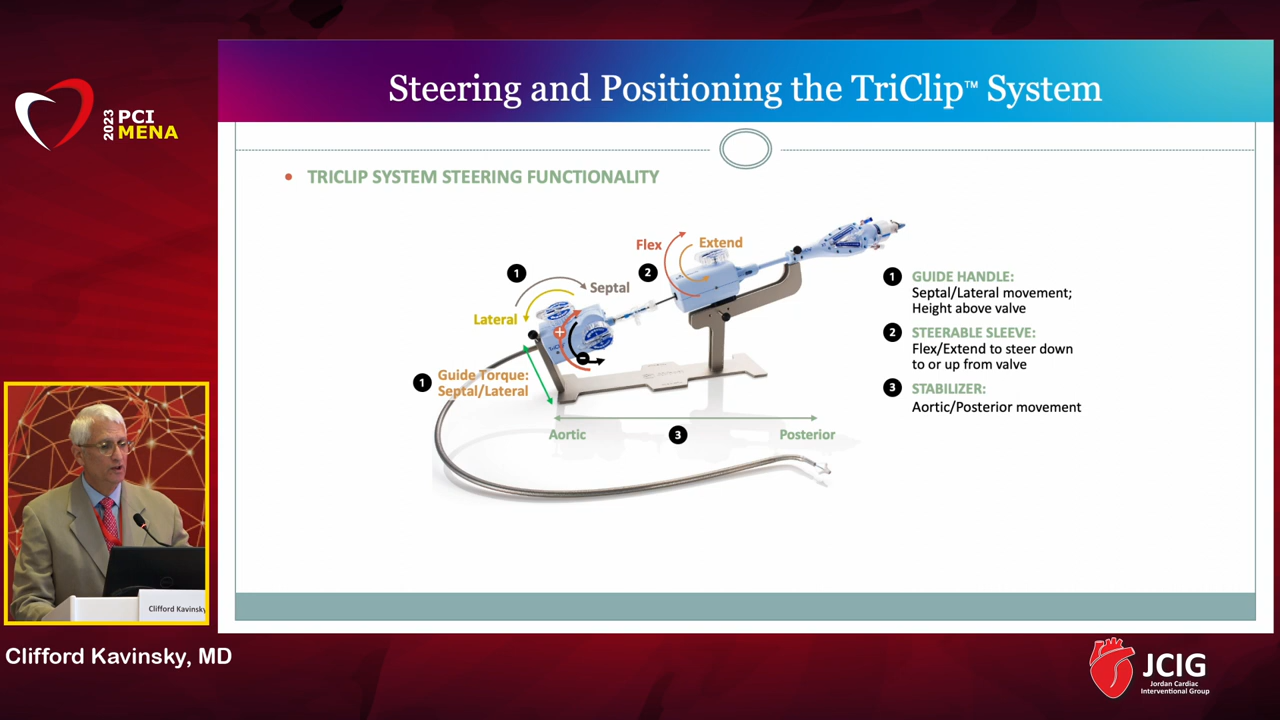 2023 PCI
MENA
Steering and Positioning the TriClip™ System
• TRICLIP SYSTEM STEERING FUNCTIONALITY
Flex
Extend
1
2
Septal
Lateral
+
-
1 Guide Torque:
Septal/Lateral
Aortic
3
Posterior
1 GUIDE HANDLE:
Septal/Lateral movement;
Height above valve
2 STEERABLE SLEEVE:
Flex/Extend to steer down
to or up from valve
3 STABILIZER:
Aortic/Posterior movement
Clifford Kavinsky
Clifford Kavinsky, MD
JCIG
Jordan Cardiac
Interventional Group